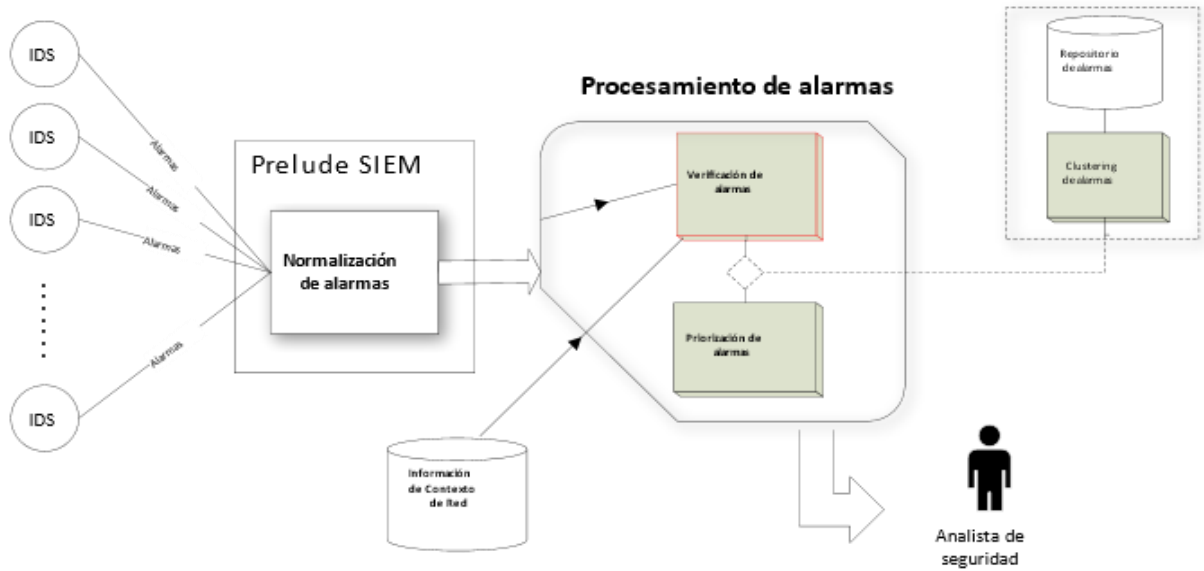 IDS
IDS
IDS
IDS
Alarmas
Alarmas
Alarmas
Alarmas
Prelude SIEM
Normalización
de alarmas
Procesamiento de alarmas
Verificación de
alarmas
Priorización de
alarmas
Información
de Contexto
de Red
Repositorio
de alarmas
Clustering
de alarmas
Analista de
seguridad